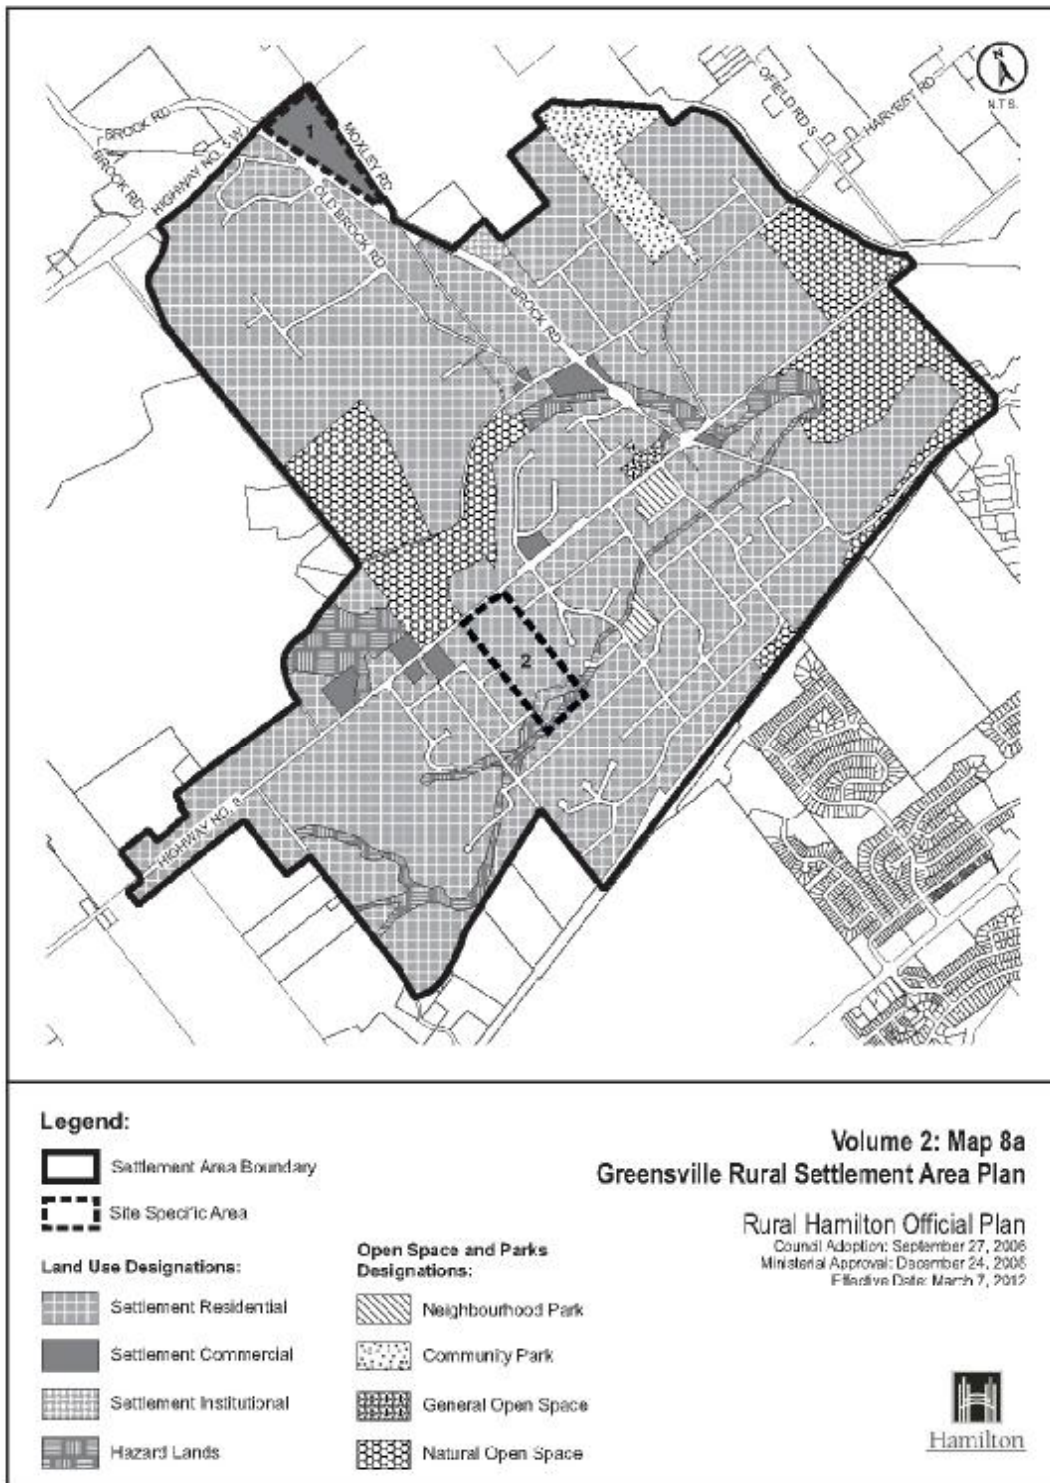 N
N.T.S.
BROCK RD
BROCK RD
HIGHWAY NO. 5 W
1
MOXLEY RD
OLD BROCK RD
BROCK RD
OFIELD RD S
HARVEST RD
2
HIGHWAY NO. 8
Legend:
Settlement Area Boundary
Site Specific Area
Land Use Designations:
Settlement Residential
Settlement Commercial
Settlement Institutional
Hazard Lands
Open Space and Parks
Designations:
Neighbourhood Park
Community Park
General Open Space
Natural Open Space
Volume 2: Map 8a
Greensville Rural Settlement Area Plan
Rural Hamilton Official Plan
Council Adoption: September 27, 2006
Ministerial Approval: December 24, 2008
Effective Date: March 7, 2012
Hamilton